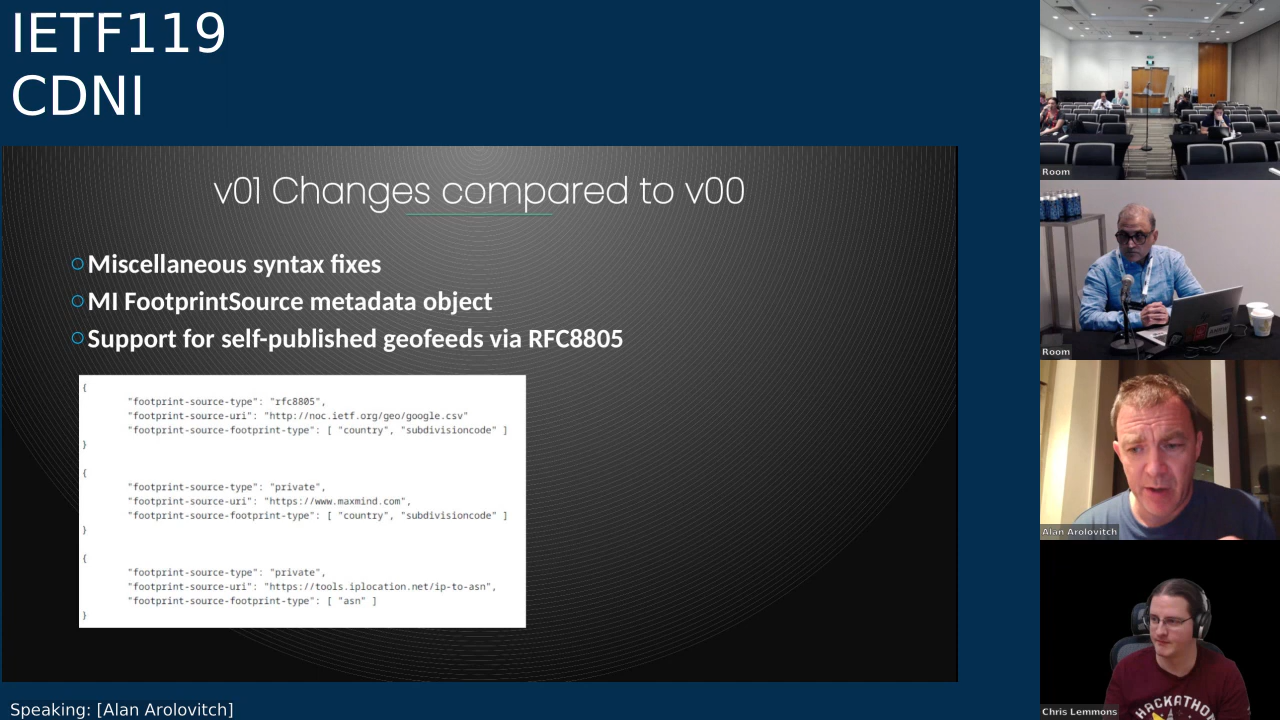 IETF119
CDNI
v01 Changes compared to v00
Miscellaneous syntax fixes
MI FootprintSource metadata object
Support for self-published geofeeds via RFC8805
{
"footprint-source-type": "rfc8805",
"footprint-source-uri": "http://noc.ietf.org/geo/google.csv"
"footprint-source-footprint-type": [ "country", "subdivisioncode" ]
}
{
"footprint-source-type": "private",
"footprint-source-uri": "https://www.maxmind.com",
"footprint-source-footprint-type": [ "country", "subdivisioncode" ]
}
{
"footprint-source-type": "private",
"footprint-source-uri": "https://tools.iplocation.net/ip-to-asn",
"footprint-source-footprint-type": [ "asn" ]
}
Speaking: [Alan Arolovitch]
Room
Room
Alan Arolovitch
HACKATHON
Chris Lemmons